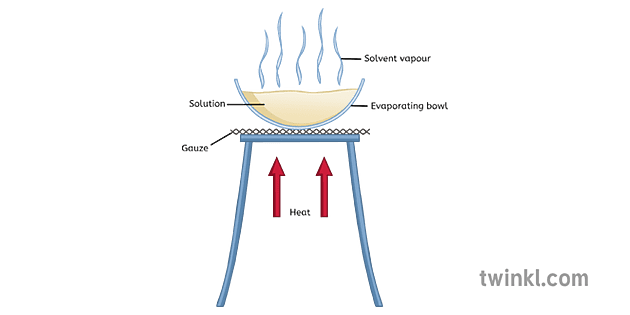 Solvent vapour
Solution
Evaporating bowl
Gauze
Heat
twinkl.com